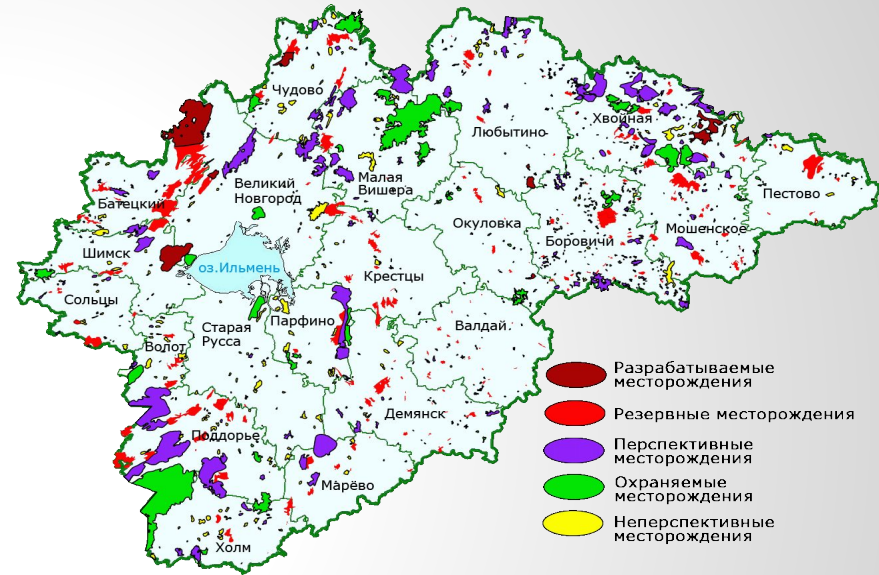 Чудово
Любытино
Хвойная
Малая
Вишера
Великий
Новгород
Батецкий
Пестово
Окуловка
Мошенское
Боровичи
Шимск
оз.Ильмень
Крестцы
Сольцы
Парфино
Старая
Русса
Валдай
Волот
Демянск
Поддорье
Марёво
Холм
Разрабатываемые
месторождения
Резервные месторождения
Перспективные
месторождения
Охраняемые
месторождения
Неперспективные
месторождения